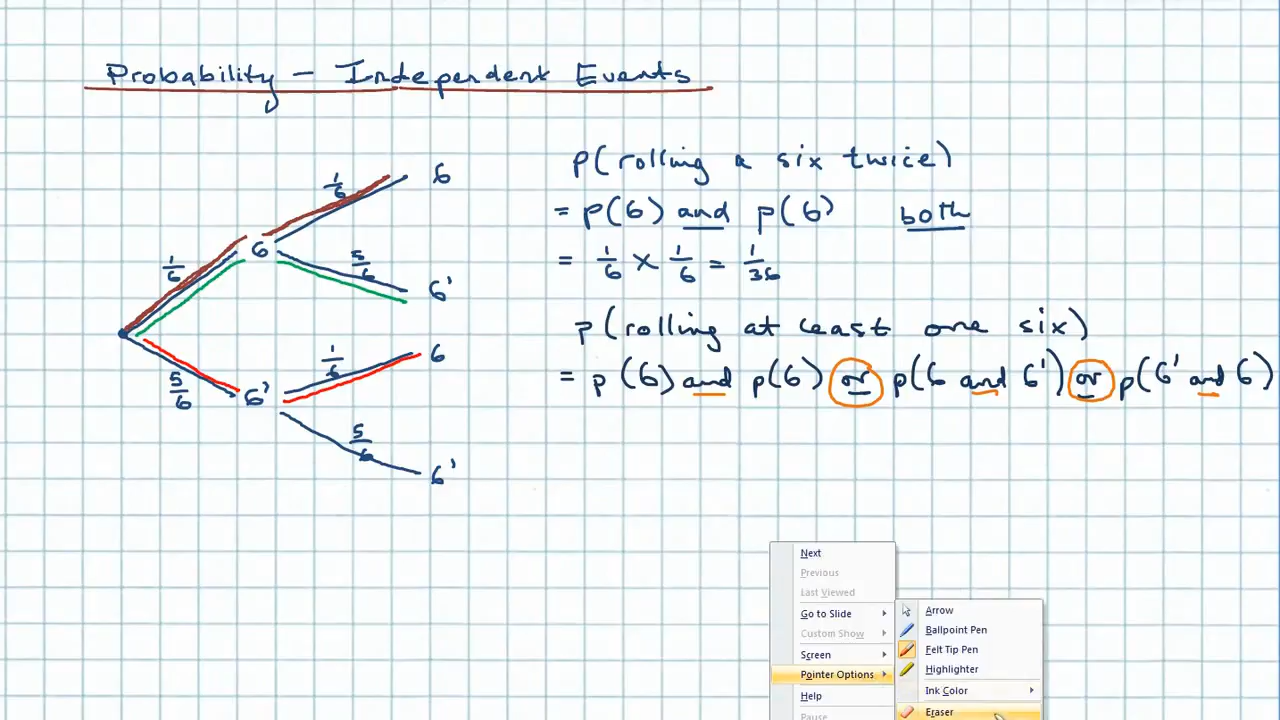 Probability - Independent Events
1/6 6
p(rolling a six twice)
= p(6) and p(6) both
1/6 6 5/6 6'
= 1/6 × 1/6 = 1/36
p(rolling at least one six)
1/6 6
5/6 6'
= p(6) and p(6) or p(6 and 6') or p(6' and 6)
5/6 6'
Next
Previous
Last Viewed
Go to Slide
Custom Show
Screen
Pointer Options
Help
Pause
Arrow
Ballpoint Pen
Felt Tip Pen
Highlighter
Ink Color
Eraser